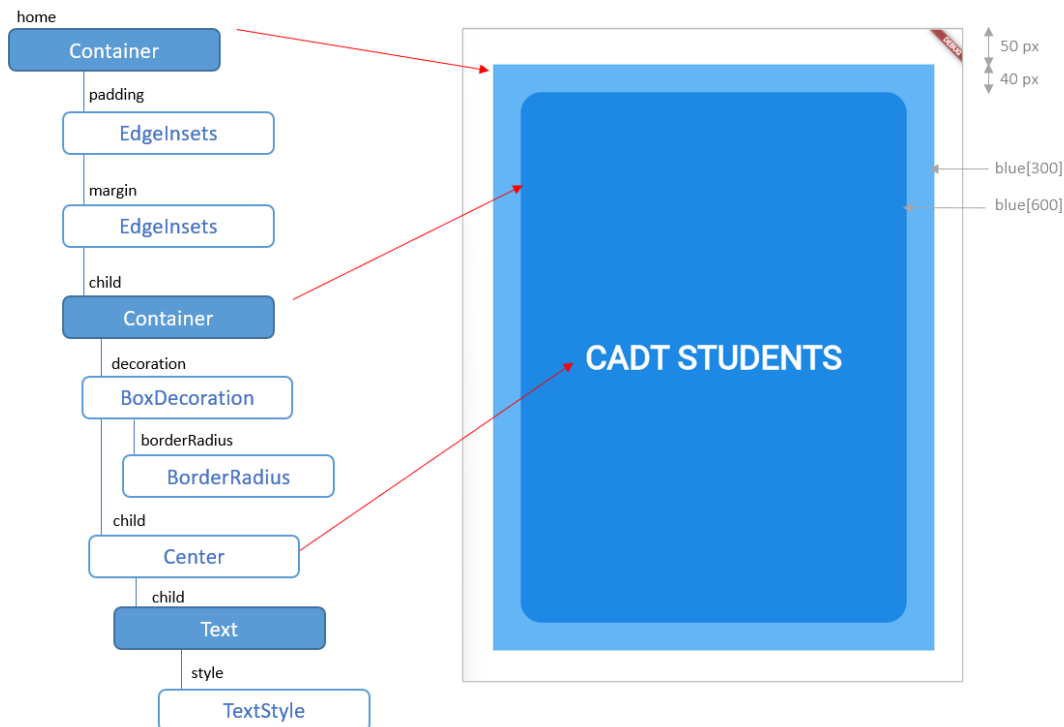 home
Container
padding
EdgeInsets
margin
EdgeInsets
child
Container
decoration
BoxDecoration
borderRadius
BorderRadius
child
Center
child
Text
style
TextStyle
DEBUG
50 px
40 px
blue[300]
blue[600]
CADT STUDENTS